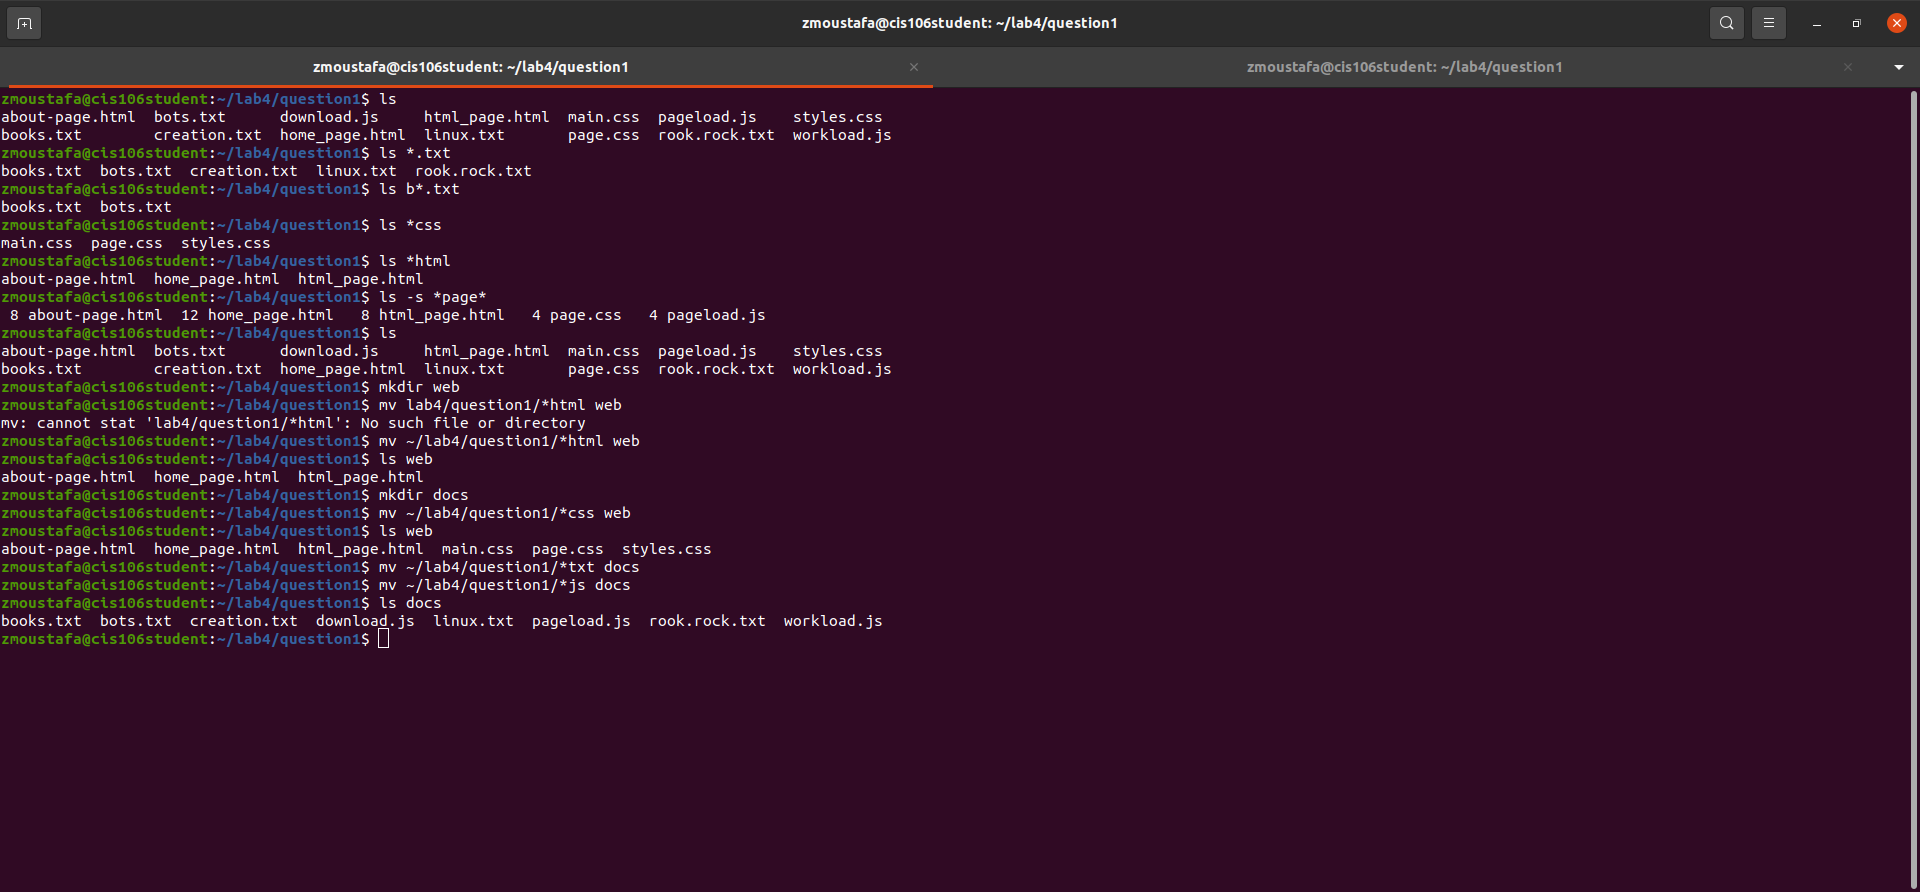 zmoustafa@cis106student: ~/lab4/question1
zmoustafa@cis106student: ~/lab4/question1
zmoustafa@cis106student: ~/lab4/question1
zmoustafa@cis106student:~/lab4/question1$ ls
about-page.html  bots.txt      download.js     html_page.html  main.css  pageload.js    styles.css
books.txt        creation.txt  home_page.html  linux.txt       page.css  rook.rock.txt  workload.js
zmoustafa@cis106student:~/lab4/question1$ ls *.txt
books.txt  bots.txt  creation.txt  linux.txt  rook.rock.txt
zmoustafa@cis106student:~/lab4/question1$ ls b*.txt
books.txt  bots.txt
zmoustafa@cis106student:~/lab4/question1$ ls *css
main.css  page.css  styles.css
zmoustafa@cis106student:~/lab4/question1$ ls *html
about-page.html  home_page.html  html_page.html
zmoustafa@cis106student:~/lab4/question1$ ls -s *page*
 8 about-page.html  12 home_page.html   8 html_page.html   4 page.css   4 pageload.js
zmoustafa@cis106student:~/lab4/question1$ ls
about-page.html  bots.txt      download.js     html_page.html  main.css  pageload.js    styles.css
books.txt        creation.txt  home_page.html  linux.txt       page.css  rook.rock.txt  workload.js
zmoustafa@cis106student:~/lab4/question1$ mkdir web
zmoustafa@cis106student:~/lab4/question1$ mv lab4/question1/*html web
mv: cannot stat 'lab4/question1/*html': No such file or directory
zmoustafa@cis106student:~/lab4/question1$ mv ~/lab4/question1/*html web
zmoustafa@cis106student:~/lab4/question1$ ls web
about-page.html  home_page.html  html_page.html
zmoustafa@cis106student:~/lab4/question1$ mkdir docs
zmoustafa@cis106student:~/lab4/question1$ mv ~/lab4/question1/*css web
zmoustafa@cis106student:~/lab4/question1$ ls web
about-page.html  home_page.html  html_page.html  main.css  page.css  styles.css
zmoustafa@cis106student:~/lab4/question1$ mv ~/lab4/question1/*txt docs
zmoustafa@cis106student:~/lab4/question1$ mv ~/lab4/question1/*js docs
zmoustafa@cis106student:~/lab4/question1$ ls docs
books.txt  bots.txt  creation.txt  download.js  linux.txt  pageload.js  rook.rock.txt  workload.js
zmoustafa@cis106student:~/lab4/question1$